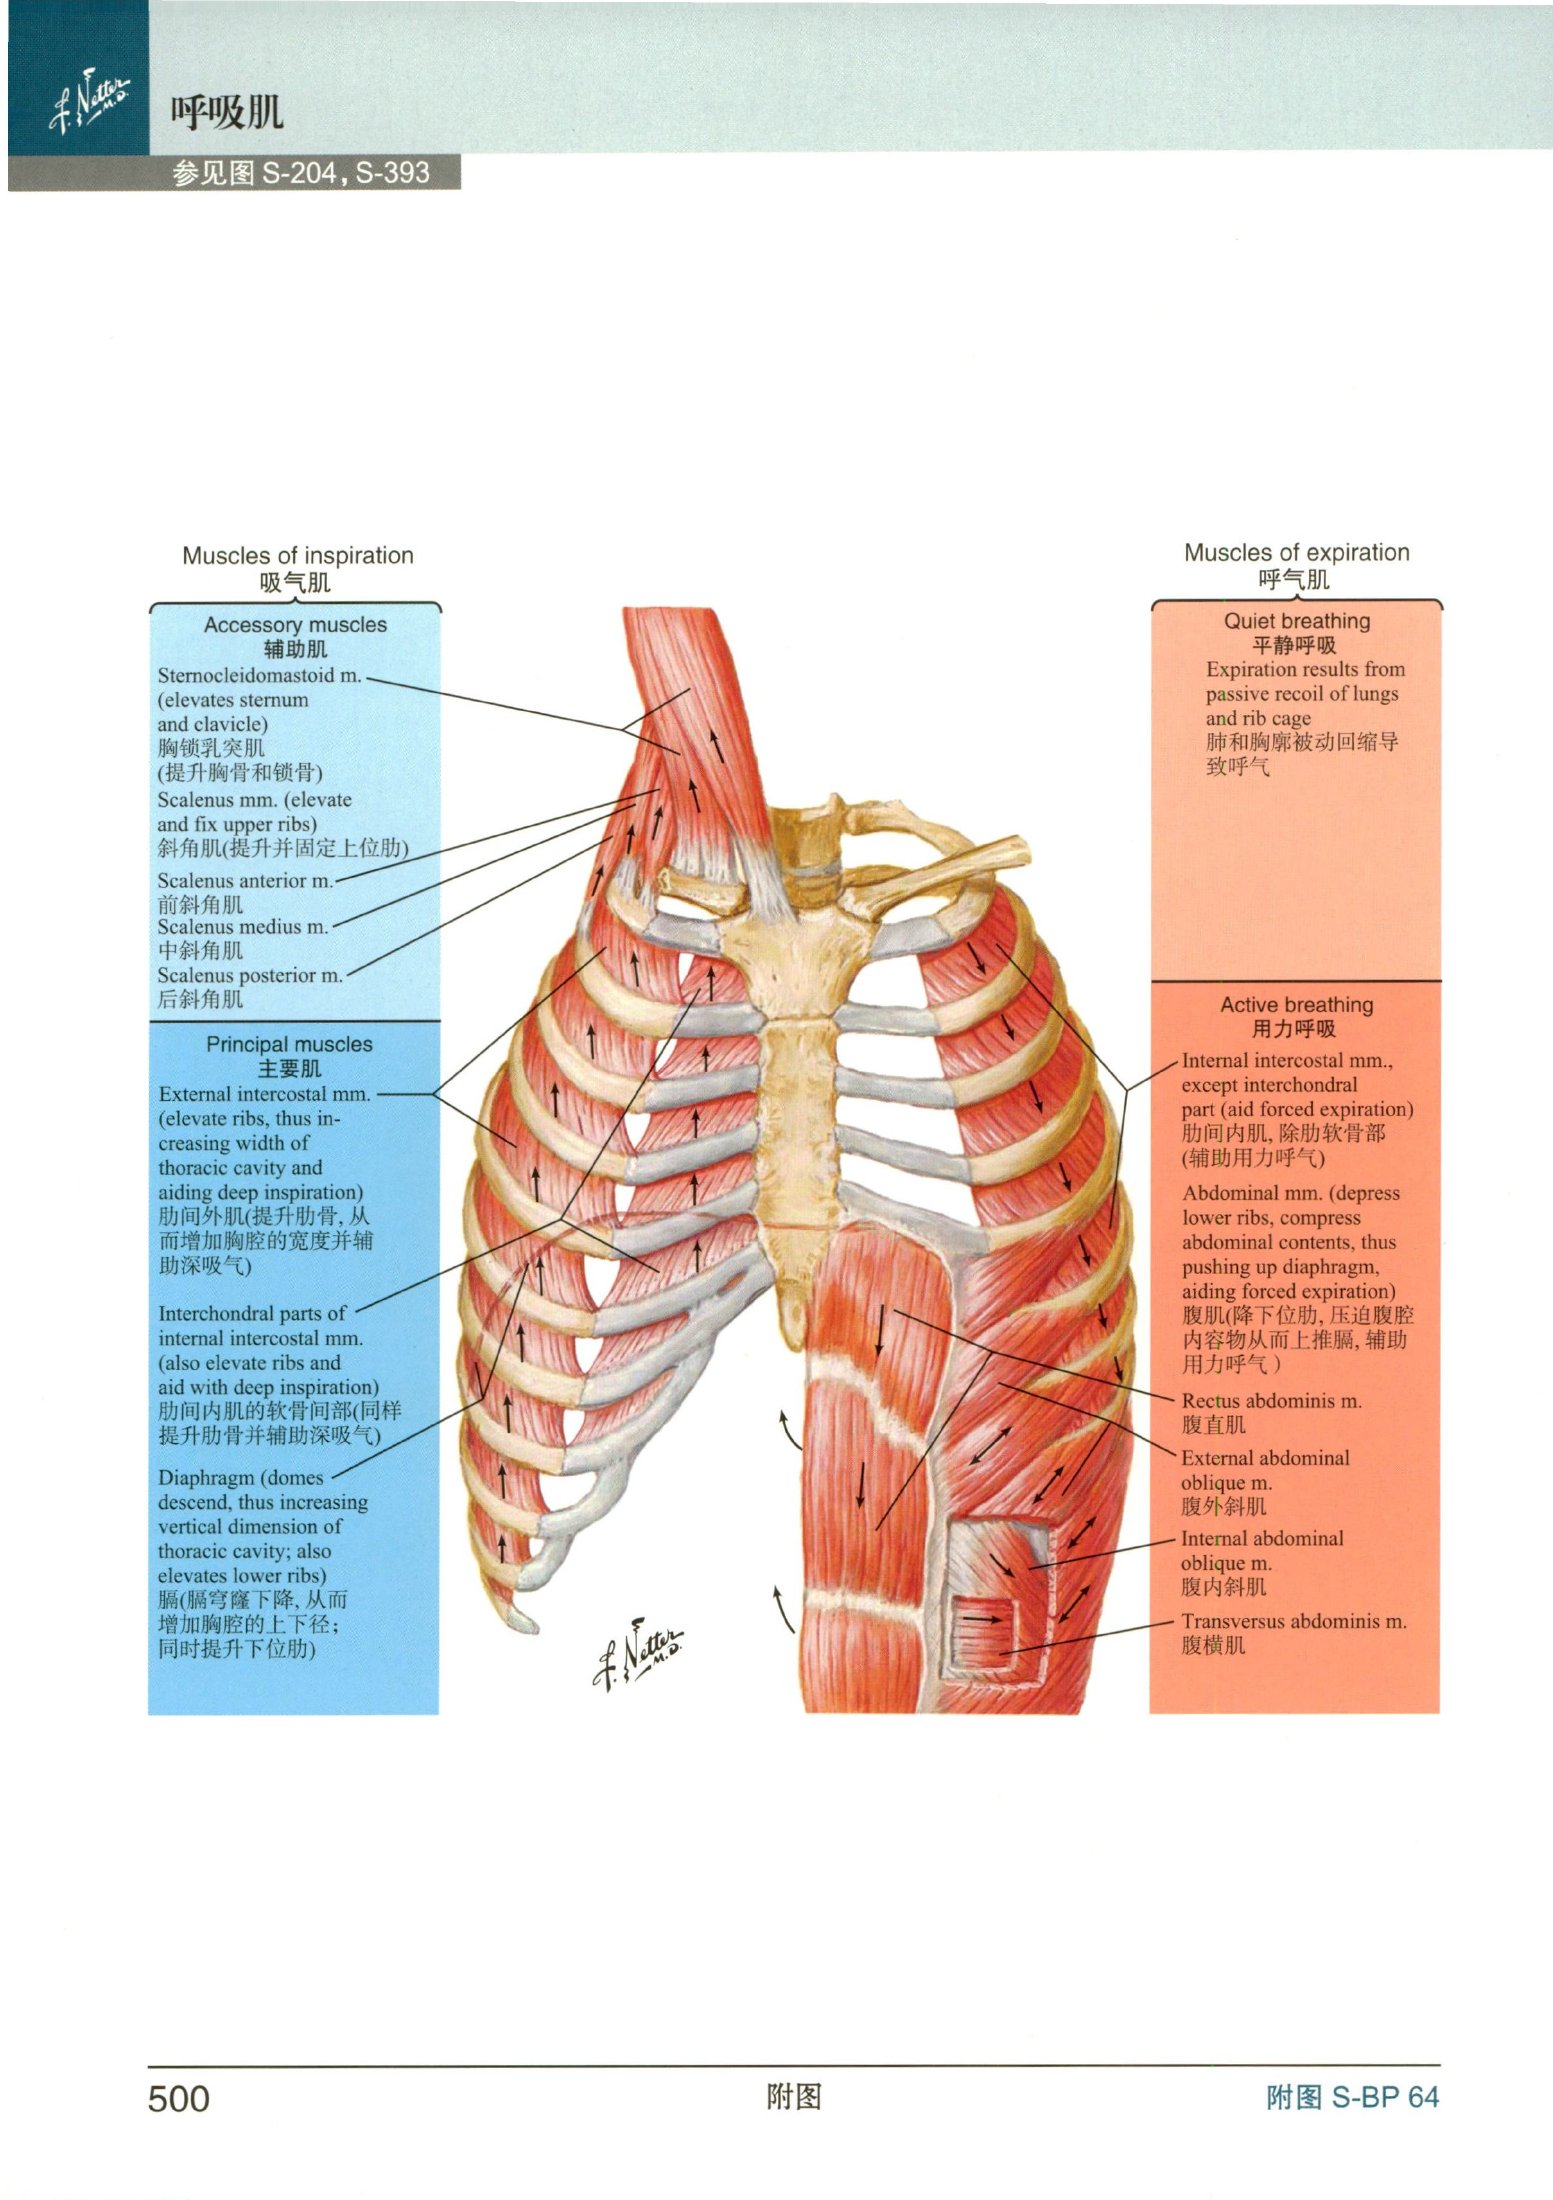 F. Netter
M.D.
呼吸肌
参见图 S-204, S-393
Muscles of inspiration
吸气肌
Accessory muscles
辅助肌
Sternocleidomastoid m.
(elevates sternum
and clavicle)
胸锁乳突肌
(提升胸骨和锁骨)
Scalenus mm. (elevate
and fix upper ribs)
斜角肌(提升并固定上位肋)
Scalenus anterior m.
前斜角肌
Scalenus medius m.
中斜角肌
Scalenus posterior m.
后斜角肌
Principal muscles
主要肌
External intercostal mm.
(elevate ribs, thus in-
creasing width of
thoracic cavity and
aiding deep inspiration)
肋间外肌(提升肋骨, 从
而增加胸腔的宽度并辅
助深吸气)
Interchondral parts of
internal intercostal mm.
(also elevate ribs and
aid with deep inspiration)
肋间内肌的软骨间部(同样
提升肋骨并辅助深吸气)
Diaphragm (domes
descend, thus increasing
vertical dimension of
thoracic cavity; also
elevates lower ribs)
膈(膈穹窿下降, 从而
增加胸腔的上下径;
同时提升下位肋)
F. Netter
M.D.
Muscles of expiration
呼气肌
Quiet breathing
平静呼吸
Expiration results from
passive recoil of lungs
and rib cage
肺和胸廓被动回缩导
致呼气
Active breathing
用力呼吸
Internal intercostal mm.,
except interchondral
part (aid forced expiration)
肋间内肌, 除肋软骨部
(辅助用力呼气)
Abdominal mm. (depress
lower ribs, compress
abdominal contents, thus
pushing up diaphragm,
aiding forced expiration)
腹肌(降下位肋, 压迫腹腔
内容物从而上推膈, 辅助
用力呼气)
Rectus abdominis m.
腹直肌
External abdominal
oblique m.
腹外斜肌
Internal abdominal
oblique m.
腹内斜肌
Transversus abdominis m.
腹横肌
500
附图
附图 S-BP 64